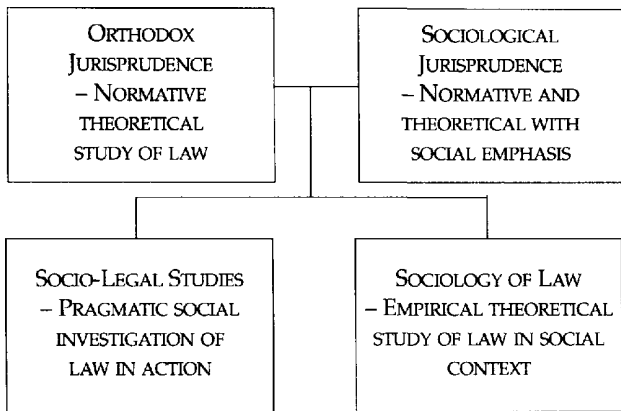 ORTHODOX
JURISPRUDENCE
– NORMATIVE
THEORETICAL
STUDY OF LAW
SOCIOLOGICAL
JURISPRUDENCE
– NORMATIVE AND
THEORETICAL WITH
SOCIAL EMPHASIS
SOCIO-LEGAL STUDIES
– PRAGMATIC SOCIAL
INVESTIGATION OF
LAW IN ACTION
SOCIOLOGY OF LAW
– EMPIRICAL THEORETICAL
STUDY OF LAW IN SOCIAL
CONTEXT